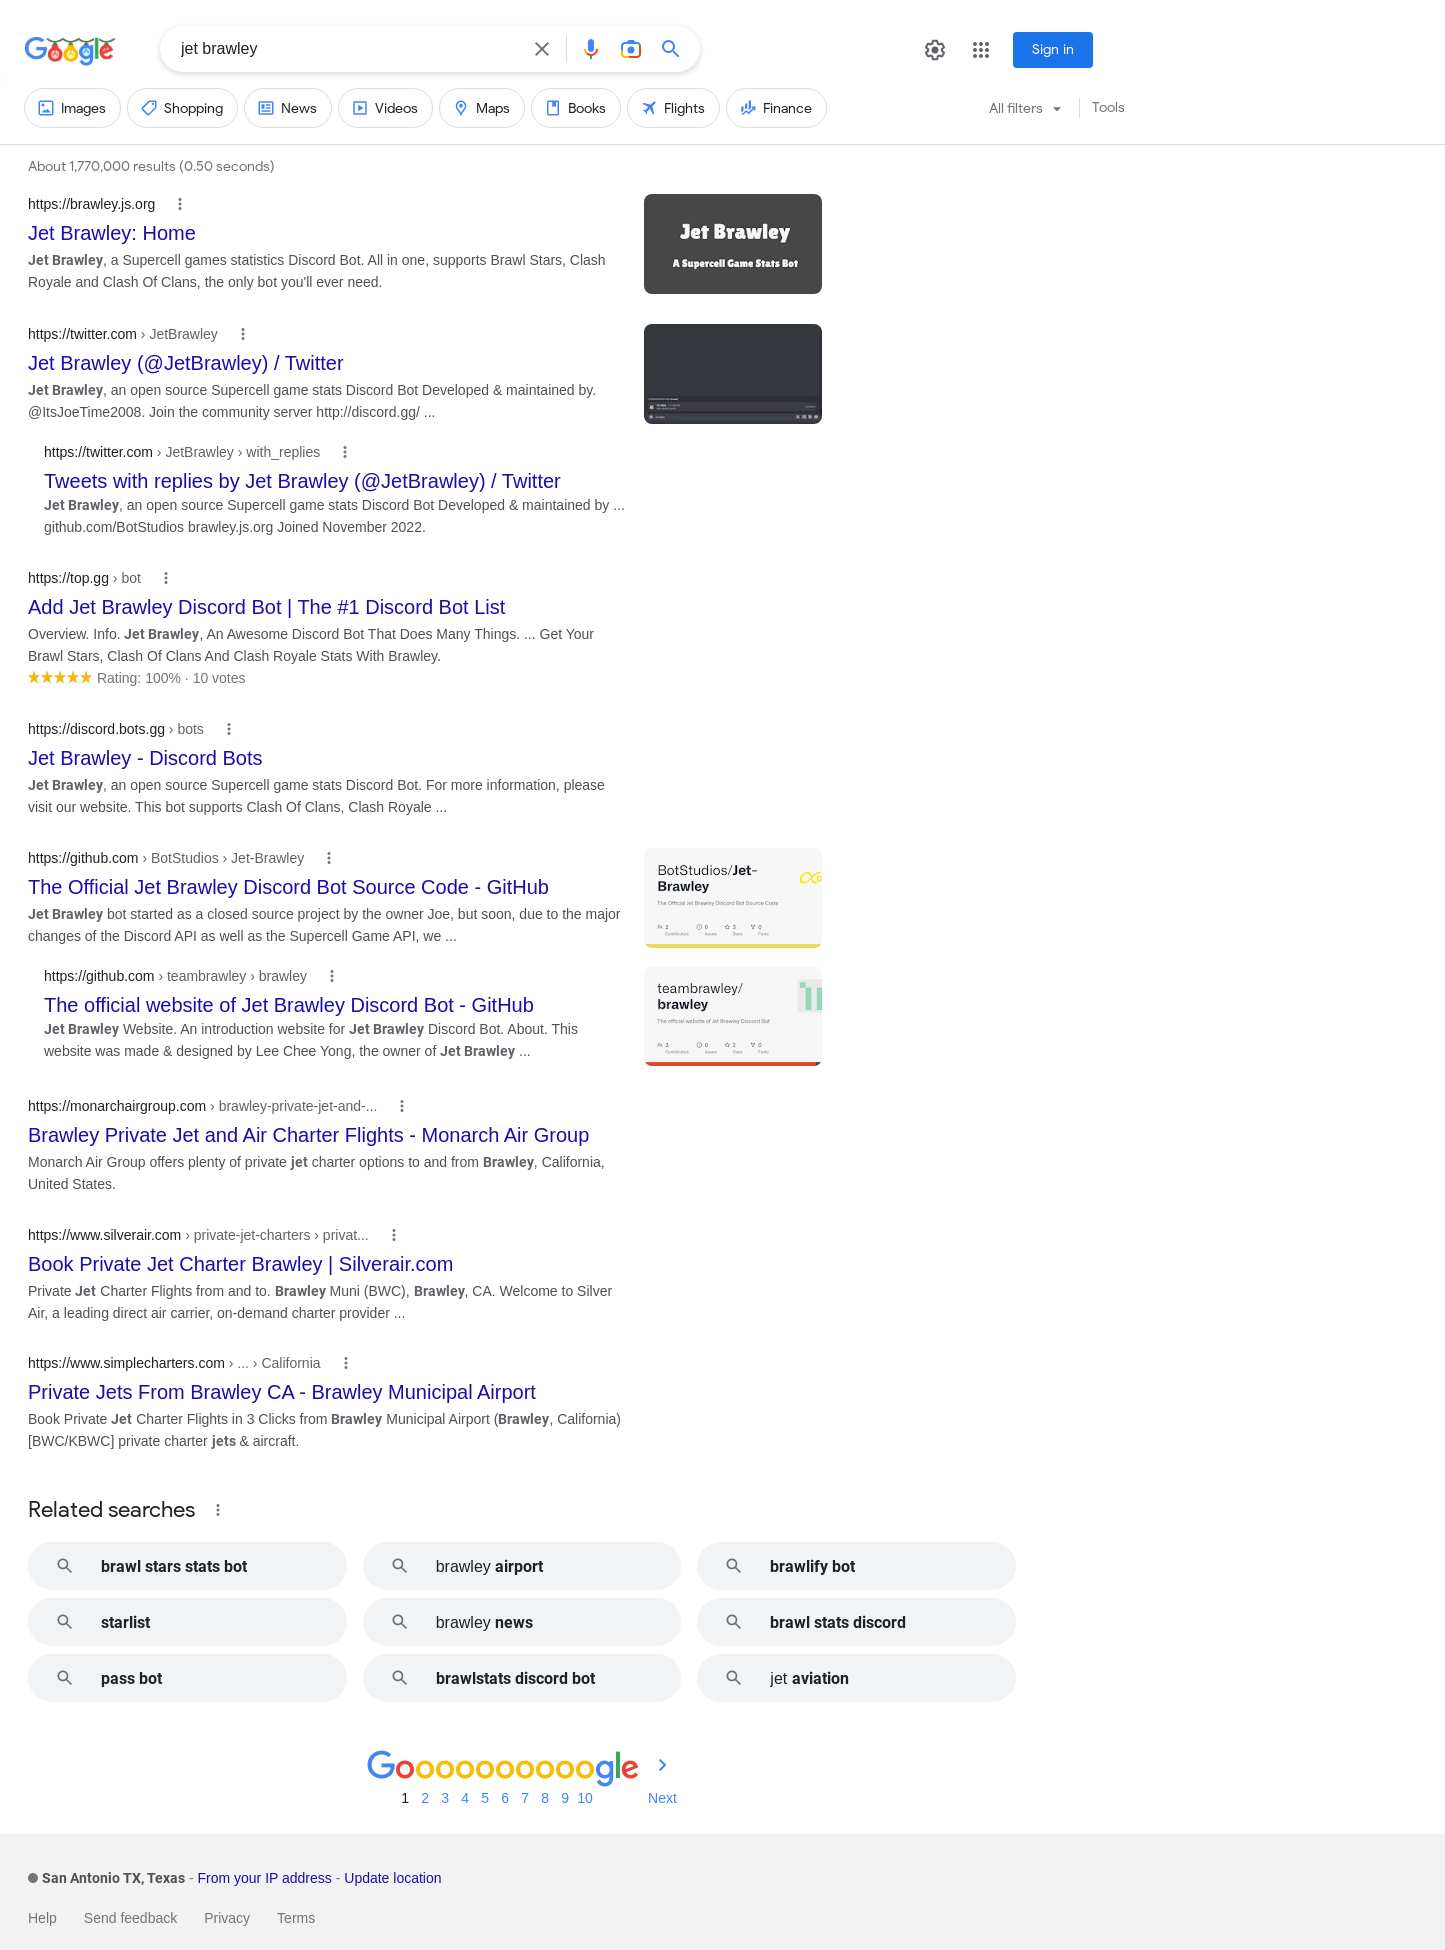 Google
jet brawley
Sign in
Images Shopping News Videos Maps Books Flights Finance All filters Tools
About 1,770,000 results (0.50 seconds)
https://brawley.js.org
Jet Brawley: Home
Jet Brawley, a Supercell games statistics Discord Bot. All in one, supports Brawl Stars, Clash
Royale and Clash Of Clans, the only bot you'll ever need.
Jet Brawley
A Supercell Game Stats Bot
https://twitter.com › JetBrawley
Jet Brawley (@JetBrawley) / Twitter
Jet Brawley, an open source Supercell game stats Discord Bot Developed & maintained by.
@ItsJoeTime2008. Join the community server http://discord.gg/ ...
https://twitter.com › JetBrawley › with_replies
Tweets with replies by Jet Brawley (@JetBrawley) / Twitter
Jet Brawley, an open source Supercell game stats Discord Bot Developed & maintained by ...
github.com/BotStudios brawley.js.org Joined November 2022.
https://top.gg › bot
Add Jet Brawley Discord Bot | The #1 Discord Bot List
Overview. Info. Jet Brawley, An Awesome Discord Bot That Does Many Things. ... Get Your
Brawl Stars, Clash Of Clans And Clash Royale Stats With Brawley.
Rating: 100% · 10 votes
https://discord.bots.gg › bots
Jet Brawley - Discord Bots
Jet Brawley, an open source Supercell game stats Discord Bot. For more information, please
visit our website. This bot supports Clash Of Clans, Clash Royale ...
https://github.com › BotStudios › Jet-Brawley
The Official Jet Brawley Discord Bot Source Code - GitHub
Jet Brawley bot started as a closed source project by the owner Joe, but soon, due to the major
changes of the Discord API as well as the Supercell Game API, we ...
BotStudios/Jet-
Brawley
The Official Jet Brawley Discord Bot Source Code
2 0 3 0
Contributors Issues Stars Forks
https://github.com › teambrawley › brawley
The official website of Jet Brawley Discord Bot - GitHub
Jet Brawley Website. An introduction website for Jet Brawley Discord Bot. About. This
website was made & designed by Lee Chee Yong, the owner of Jet Brawley ...
teambrawley/
brawley
The official website of Jet Brawley Discord Bot
3 0 2 0
Contributors Issues Stars Forks
https://monarchairgroup.com › brawley-private-jet-and-...
Brawley Private Jet and Air Charter Flights - Monarch Air Group
Monarch Air Group offers plenty of private jet charter options to and from Brawley, California,
United States.
https://www.silverair.com › private-jet-charters › privat...
Book Private Jet Charter Brawley | Silverair.com
Private Jet Charter Flights from and to. Brawley Muni (BWC), Brawley, CA. Welcome to Silver
Air, a leading direct air carrier, on-demand charter provider ...
https://www.simplecharters.com › ... › California
Private Jets From Brawley CA - Brawley Municipal Airport
Book Private Jet Charter Flights in 3 Clicks from Brawley Municipal Airport (Brawley, California)
[BWC/KBWC] private charter jets & aircraft.
Related searches
brawl stars stats bot brawley airport brawlify bot
starlist brawley news brawl stats discord
pass bot brawlstats discord bot jet aviation
Goooooooooogle
1 2 3 4 5 6 7 8 9 10 Next
San Antonio TX, Texas - From your IP address - Update location
Help Send feedback Privacy Terms